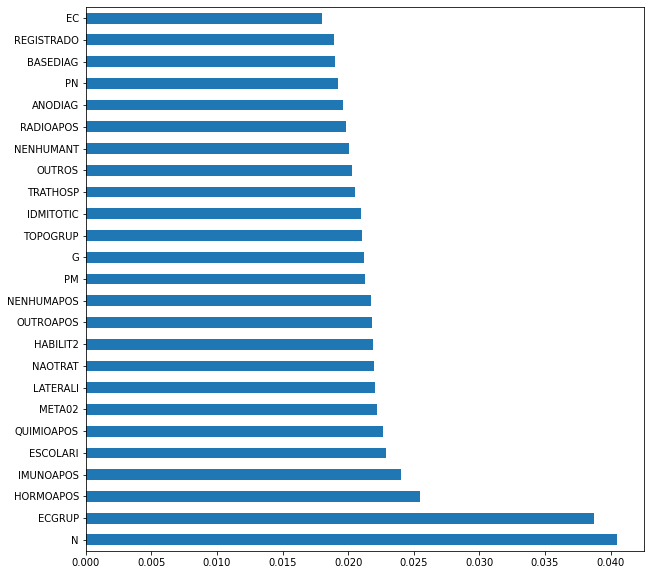 EC
REGISTRADO
BASEDIAG
PN
ANODIAG
RADIOAPOS
NENHUMANT
OUTROS
TRATHOSP
IDMITOTIC
TOPOGRUP
G
PM
NENHUMAPOS
OUTROAPOS
HABILIT2
NAOTRAT
LATERALI
META02
QUIMIOAPOS
ESCOLARI
IMUNOAPOS
HORMOAPOS
ECGRUP
N
0.000 0.005 0.010 0.015 0.020 0.025 0.030 0.035 0.040